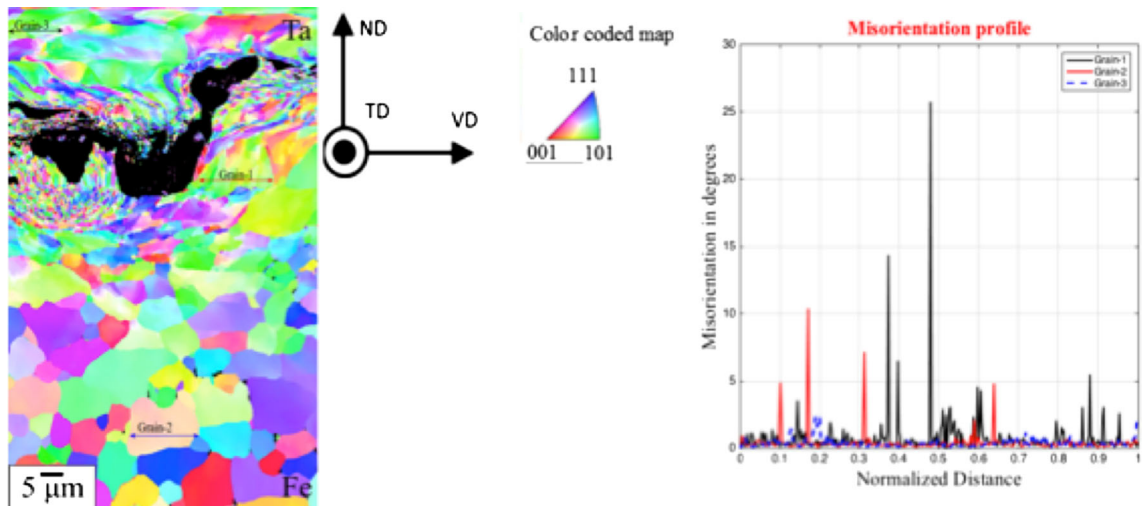 Grain-3
Ta
Grain-1
Grain-2
5 μm
Fe
ND
TD
VD
Color coded map
111
001 101
Misorientation profile
Grain-1
Grain-2
Grain-3
Misorientation in degrees
30
25
20
15
10
5
0
0 0.1 0.2 0.3 0.4 0.5 0.6 0.7 0.8 0.9 1
Normalized Distance